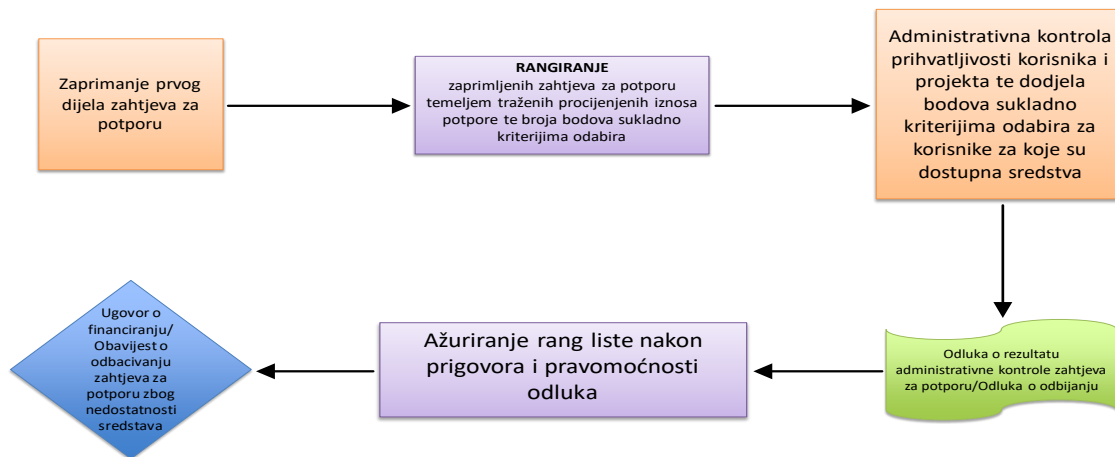 Zaprimanje prvog
dijela zahtjeva za
potporu
RANGIRANJE
zaprimljenih zahtjeva za potporu
temeljem traženih procijenjenih iznosa
potpore te broja bodova sukladno
kriterijima odabira
Administrativna kontrola
prihvatljivosti korisnika i
projekta te dodjela
bodova sukladno
kriterijima odabira za
korisnike za koje su
dostupna sredstva
Odluka o rezultatu
administrativne kontrole zahtjeva
za potporu/Odluka o odbijanju
Ažuriranje rang liste nakon
prigovora i pravomoćnosti
odluka
Ugovor o
financiranju/
Obavijest o
odbacivanju
zahtjeva za
potporu zbog
nedostatnosti
sredstava